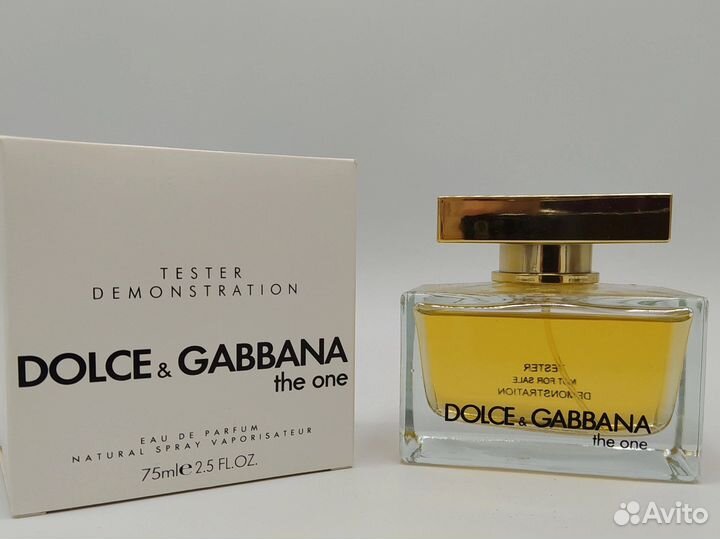 TESTER
DEMONSTRATION
DOLCE & GABBANA
the one
EAU DE PARFUM
NATURAL SPRAY VAPORISATEUR
75ml e 2.5 FL.OZ.
TESTER
NOT FOR SALE
DEMONSTRATION
DOLCE & GABBANA
the one
Avito